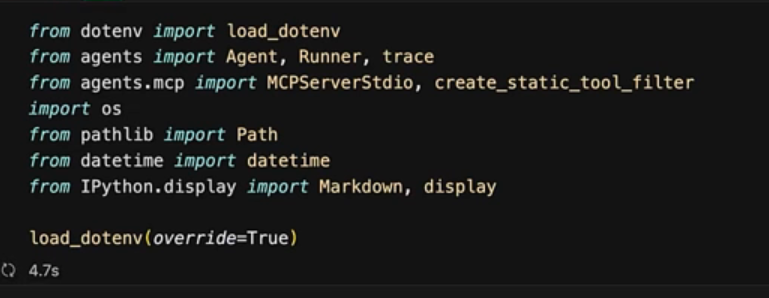 from dotenv import load_dotenv
from agents import Agent, Runner, trace
from agents.mcp import MCPServerStdio, create_static_tool_filter
import os
from pathlib import Path
from datetime import datetime
from IPython.display import Markdown, display

load_dotenv(override=True)
4.7s